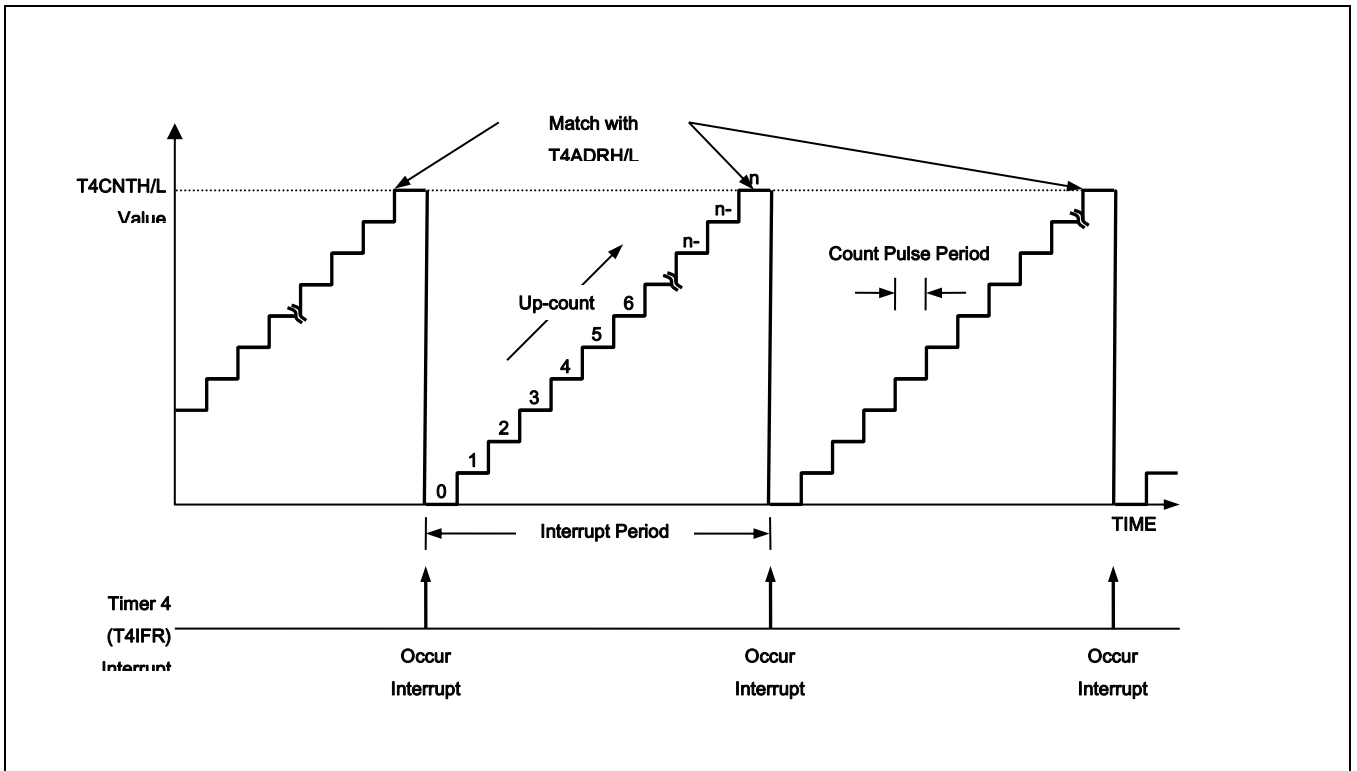 Match with
T4ADRH/L
T4CNTH/L
Value
n
n-
n-
Count Pulse Period
Up-count
6
5
4
3
2
1
0
TIME
Interrupt Period
Timer 4
(T4IFR)
Interrupt
Occur
Interrupt
Occur
Interrupt
Occur
Interrupt